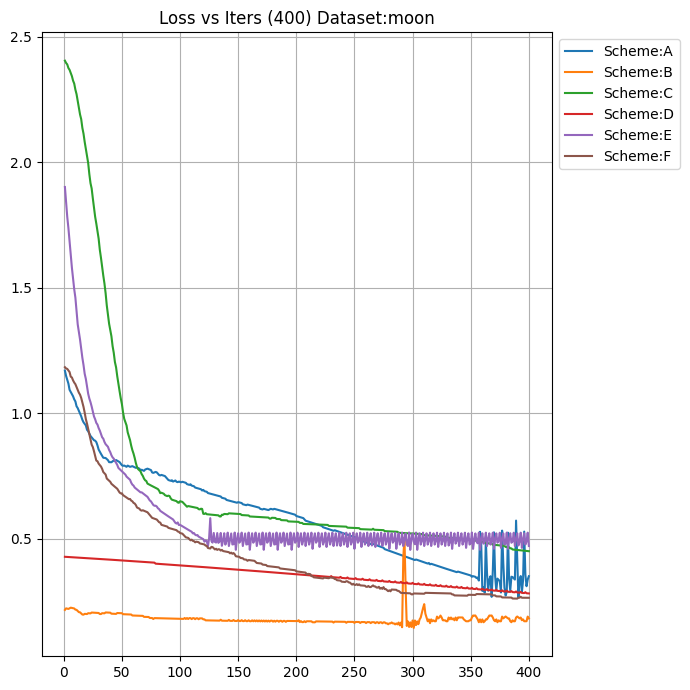 Loss vs Iters (400) Dataset:moon
2.5
2.0
1.5
1.0
0.5
0 50 100 150 200 250 300 350 400
Scheme:A
Scheme:B
Scheme:C
Scheme:D
Scheme:E
Scheme:F